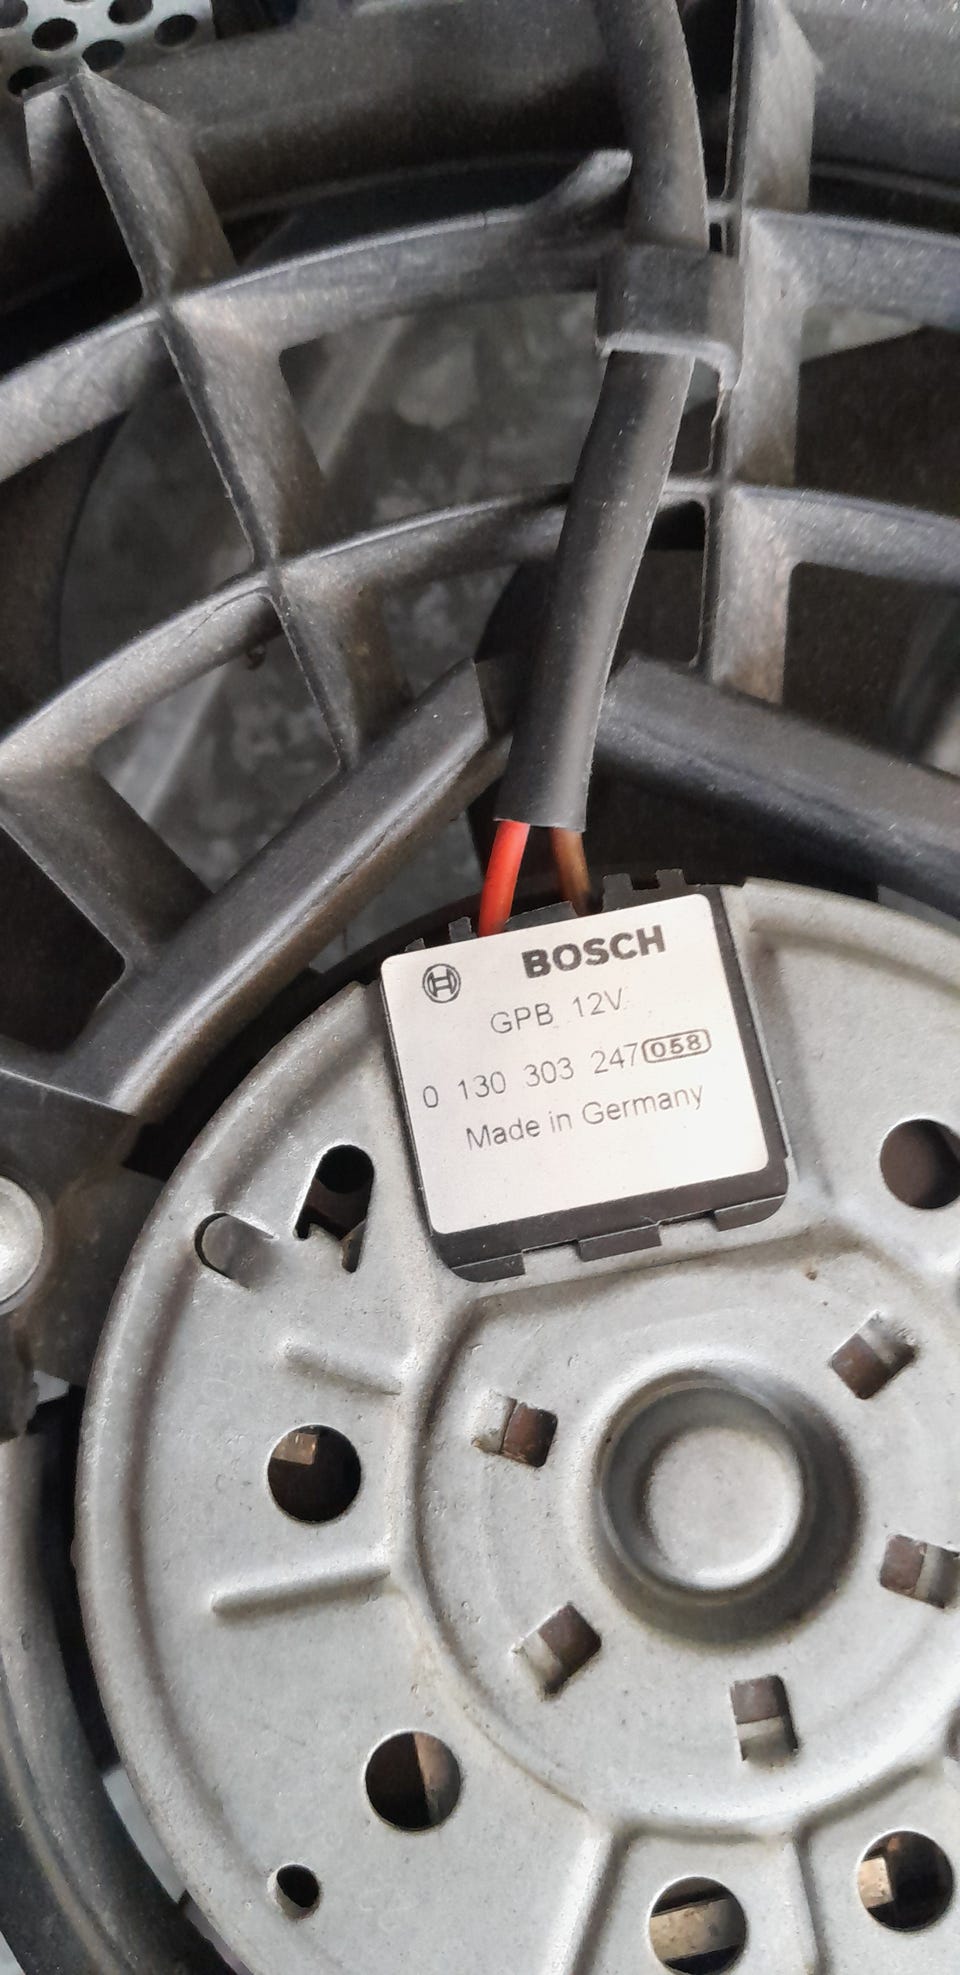 BOSCH
GPB 12V
0 130 303 247 058
Made in Germany